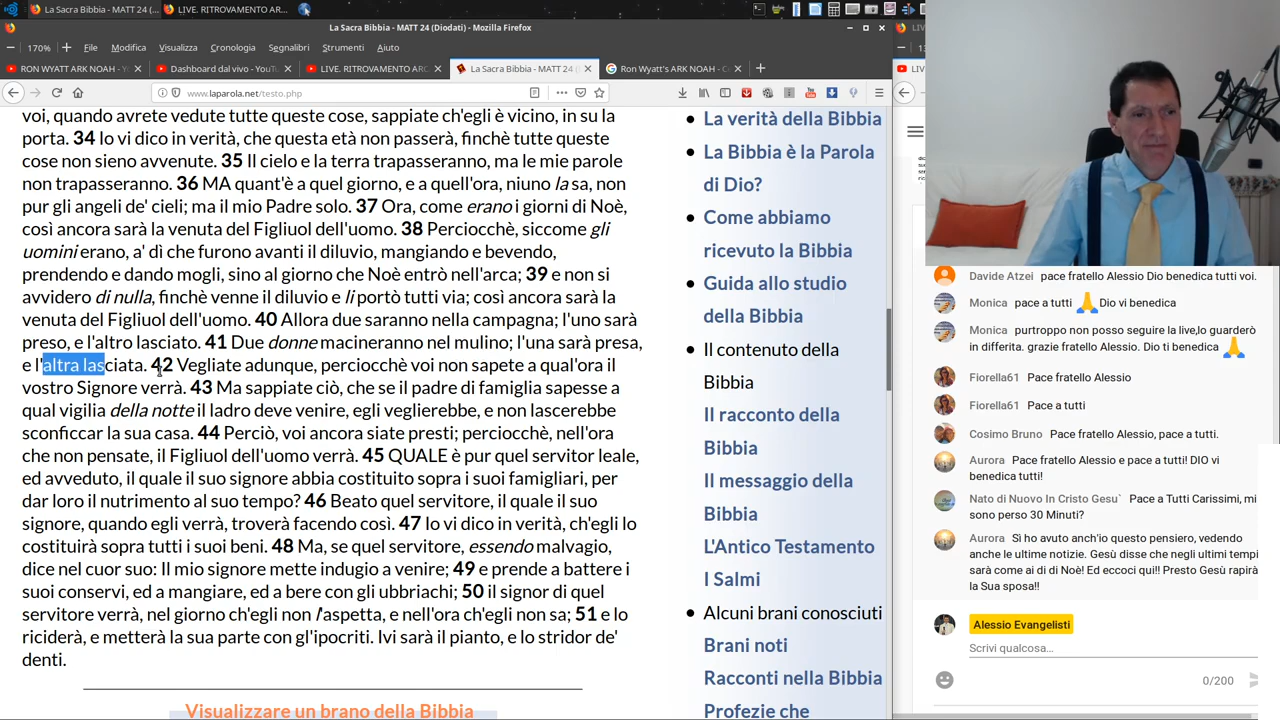 LIVE. RITROVAMENTO AR...
La Sacra Bibbia - MATT 24 (Diodati) - Mozilla Firefox
170%
File
Modifica
Visualizza
Cronologia
Segnalibri
Strumenti
Aiuto
RON WYATT ARK NOAH - Y
Dashboard dal vivo - YouTu
LIVE. RITROVAMENTO ARC
La Sacra Bibbia - MATT 24 (D
Ron Wyatt's ARK NOAH - C
www.laparola.net/testo.php
voi, quando avrete vedute tutte queste cose, sappiate ch'egli è vicino, in su la
porta. 34 Io vi dico in verità, che questa età non passerà, finchè tutte queste
cose non sieno avvenute. 35 Il cielo e la terra trapasseranno, ma le mie parole
non trapasseranno. 36 MA quant'è a quel giorno, e a quell'ora, niuno la sa, non
pur gli angeli de' cieli; ma il mio Padre solo. 37 Ora, come erano i giorni di Noè,
così ancora sarà la venuta del Figliuol dell'uomo. 38 Perciocchè, siccome gli
uomini erano, a' dì che furono avanti il diluvio, mangiando e bevendo,
prendendo e dando mogli, sino al giorno che Noè entrò nell'arca; 39 e non si
avvidero di nulla, finchè venne il diluvio e li portò tutti via; così ancora sarà la
venuta del Figliuol dell'uomo. 40 Allora due saranno nella campagna; l'uno sarà
preso, e l'altro lasciato. 41 Due donne macineranno nel mulino; l'una sarà presa,
e l'altra lasciata. 42 Vegliate adunque, perciocchè voi non sapete a qual'ora il
vostro Signore verrà. 43 Ma sappiate ciò, che se il padre di famiglia sapesse a
qual vigilia della notte il ladro deve venire, egli veglierebbe, e non lascerebbe
sconficcar la sua casa. 44 Perciò, voi ancora siate presti; perciocchè, nell'ora
che non pensate, il Figliuol dell'uomo verrà. 45 QUALE è pur quel servitor leale,
ed avveduto, il quale il suo signore abbia costituito sopra i suoi famigliari, per
dar loro il nutrimento al suo tempo? 46 Beato quel servitore, il quale il suo
signore, quando egli verrà, troverà facendo così. 47 Io vi dico in verità, ch'egli lo
costituirà sopra tutti i suoi beni. 48 Ma, se quel servitore, essendo malvagio,
dice nel cuor suo: Il mio signore mette indugio a venire; 49 e prende a battere i
suoi conservi, ed a mangiare, ed a bere con gli ubbriachi; 50 il signor di quel
servitore verrà, nel giorno ch'egli non l'aspetta, e nell'ora ch'egli non sa; 51 e lo
riciderà, e metterà la sua parte con gl'ipocriti. Ivi sarà il pianto, e lo stridor de'
denti.
Visualizzare un brano della Bibbia
La verità della Bibbia
La Bibbia è la Parola
di Dio?
Come abbiamo
ricevuto la Bibbia
Guida allo studio
della Bibbia
Il contenuto della
Bibbia
Il racconto della
Bibbia
Il messaggio della
Bibbia
L'Antico Testamento
I Salmi
Alcuni brani conosciuti
Brani noti
Racconti nella Bibbia
Profezie che
Davide Atzei pace fratello Alessio Dio benedica tutti voi.
Monica pace a tutti 🙏 Dio vi benedica
Monica purtroppo non posso seguire la live,lo guarderò
in differita. grazie fratello Alessio. Dio ti benedica 🙏
Fiorella61 Pace fratello Alessio
Fiorella61 Pace a tutti
Cosimo Bruno Pace fratello Alessio, pace a tutti.
Aurora Pace fratello Alessio e pace a tutti! DIO vi
benedica tutti!
Nato di Nuovo In Cristo Gesu` Pace a Tutti Carissimi, mi
sono perso 30 Minuti?
Aurora Sì ho avuto anch'io questo pensiero, vedendo
anche le ultime notizie. Gesù disse che negli ultimi tempi
sarà come ai dì di Noè! Ed eccoci qui!! Presto Gesù rapirà
la Sua sposa!!
Alessio Evangelisti
Scrivi qualcosa...
0/200